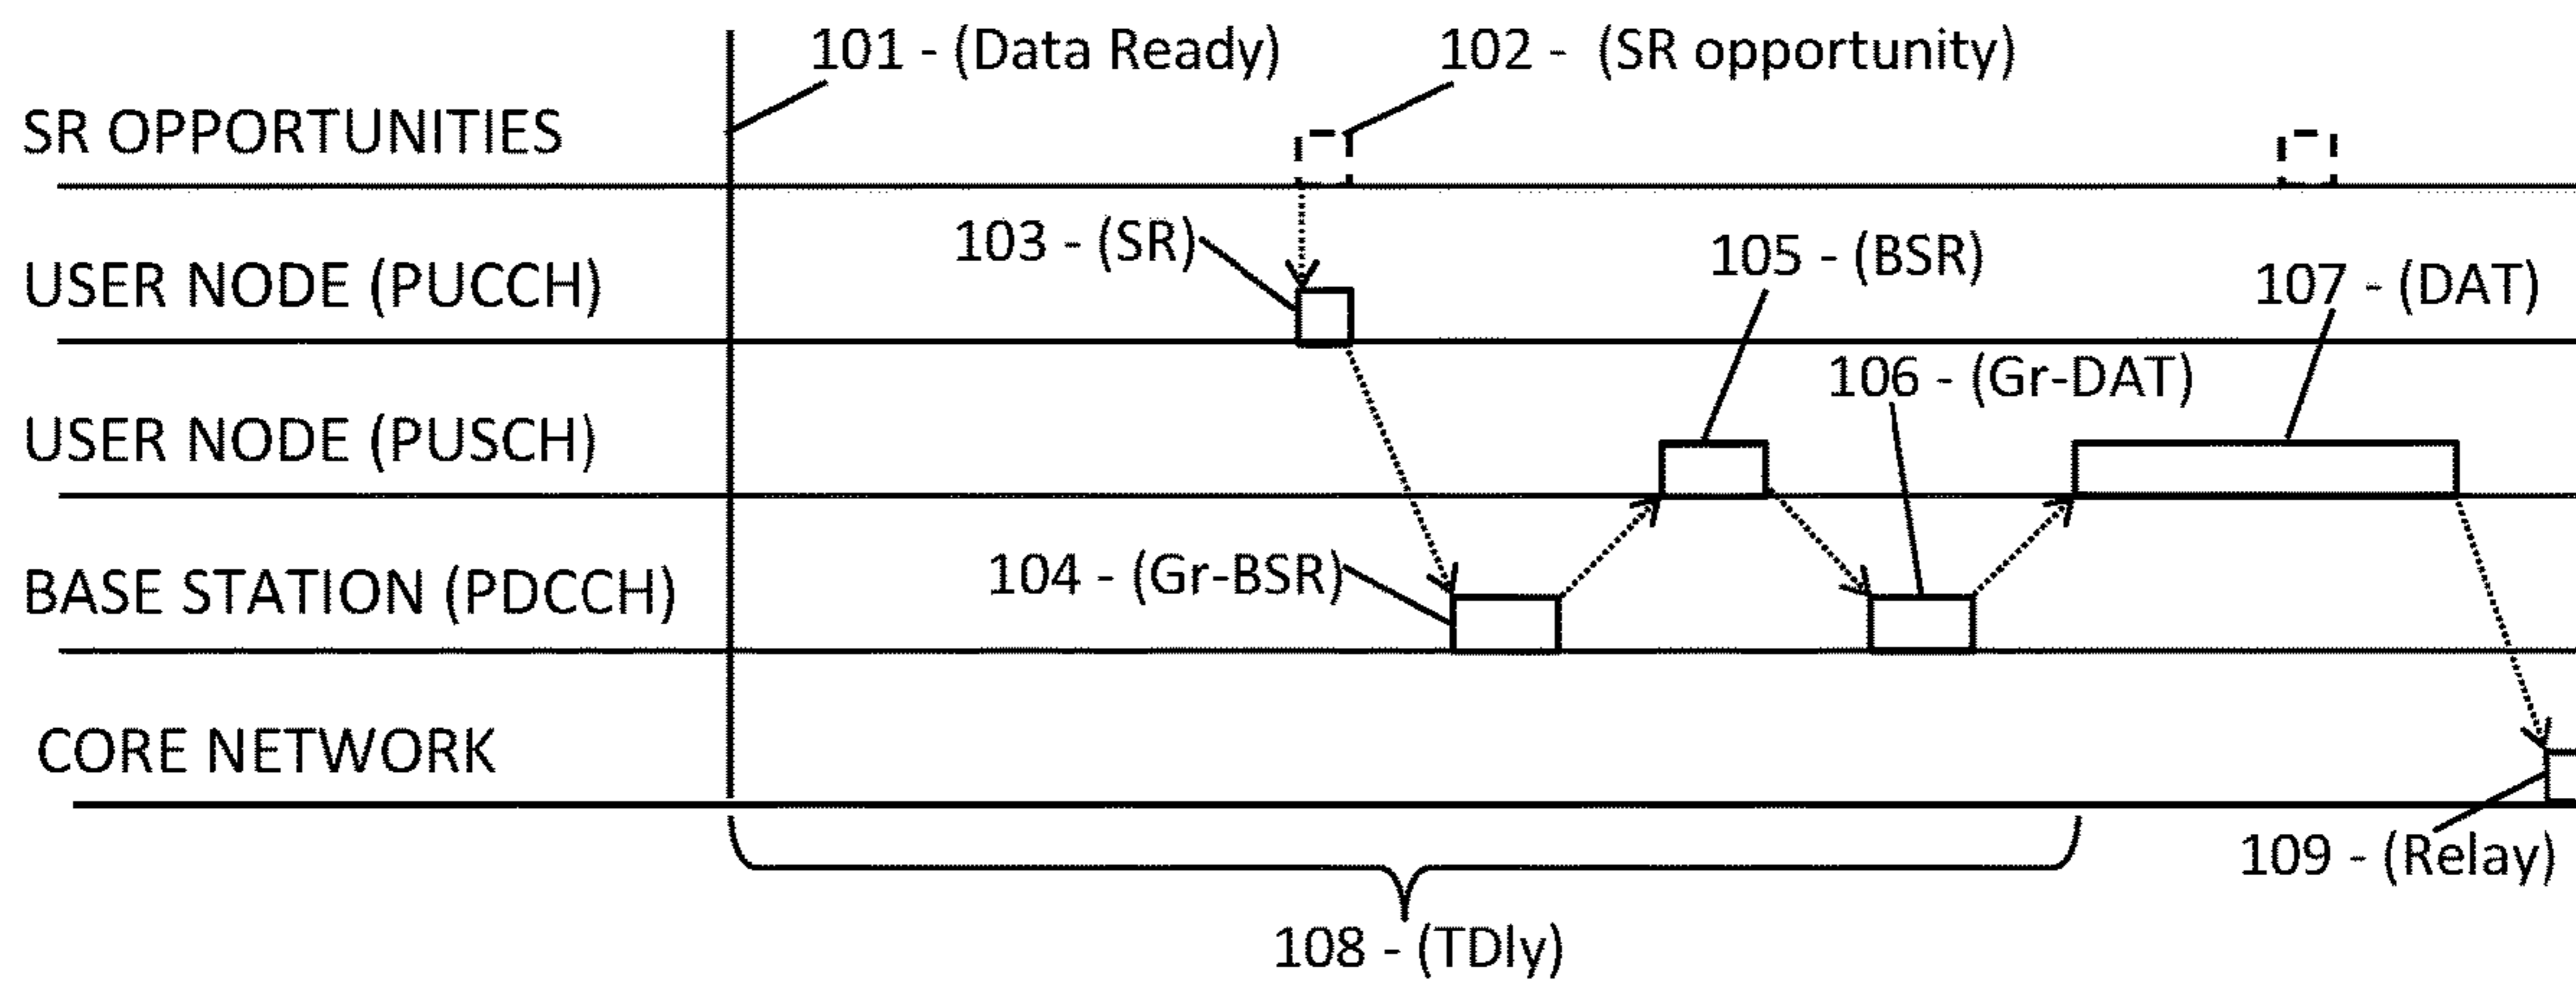 101 - (Data Ready)
102 - (SR opportunity)
SR OPPORTUNITIES
103 - (SR)
105 - (BSR)
USER NODE (PUCCH)
107 - (DAT)
106 - (Gr-DAT)
USER NODE (PUSCH)
104 - (Gr-BSR)
BASE STATION (PDCCH)
CORE NETWORK
109 - (Relay)
108 - (TDly)